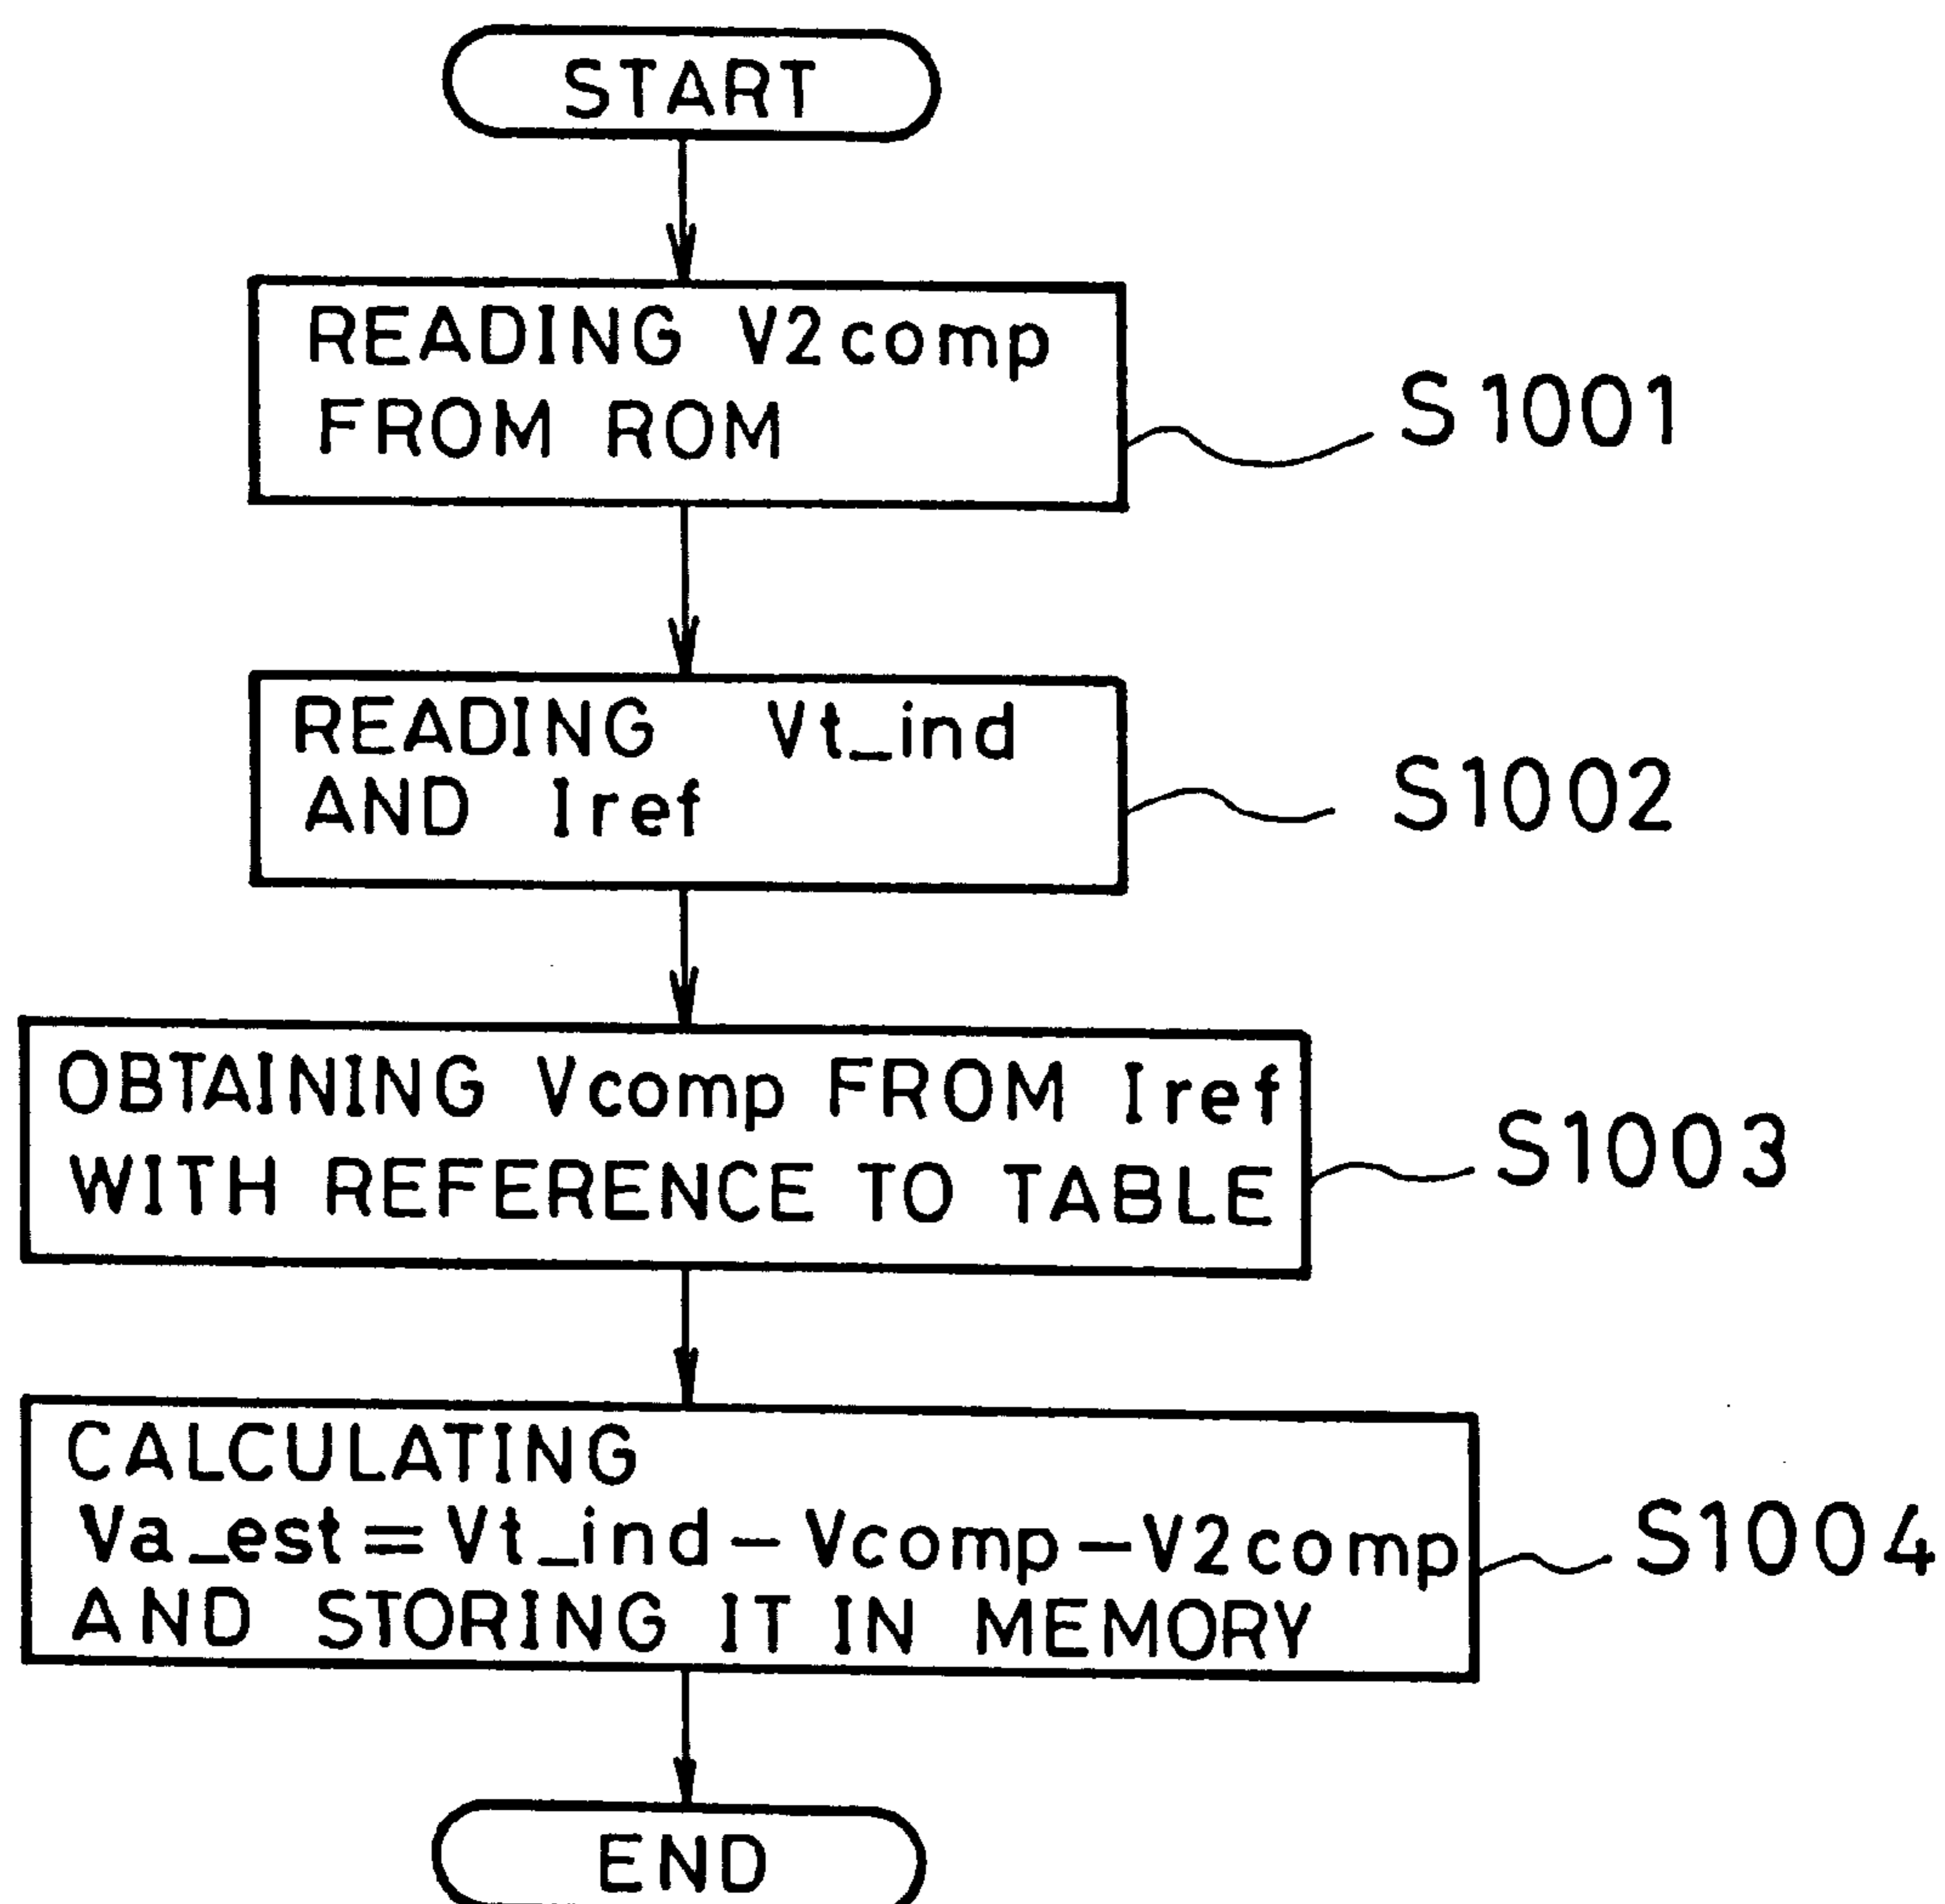 START
READING V2comp
FROM ROM
S1001
READING Vt_ind
AND Iref
S1002
OBTAINING Vcomp FROM Iref
WITH REFERENCE TO TABLE
S1003
CALCULATING
Va_est=Vt_ind-Vcomp-V2comp
AND STORING IT IN MEMORY
S1004
END